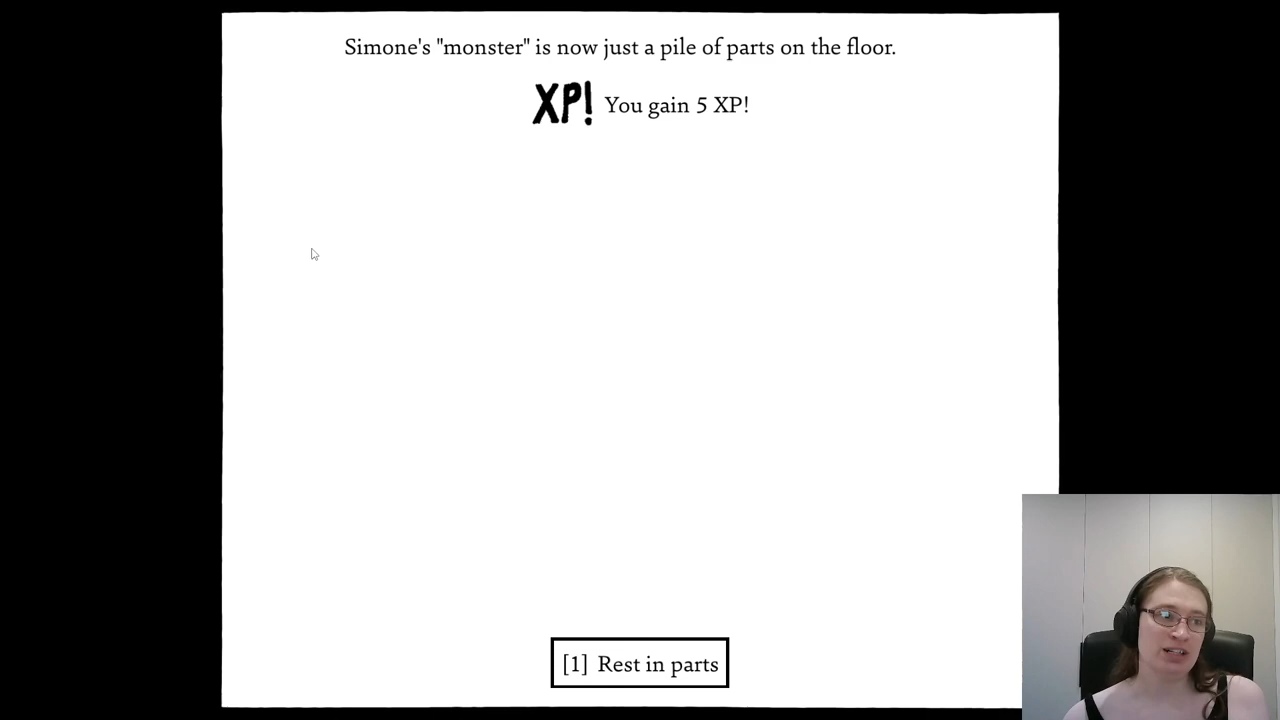 Simone's "monster" is now just a pile of parts on the floor.
XP! You gain 5 XP!
[1] Rest in parts